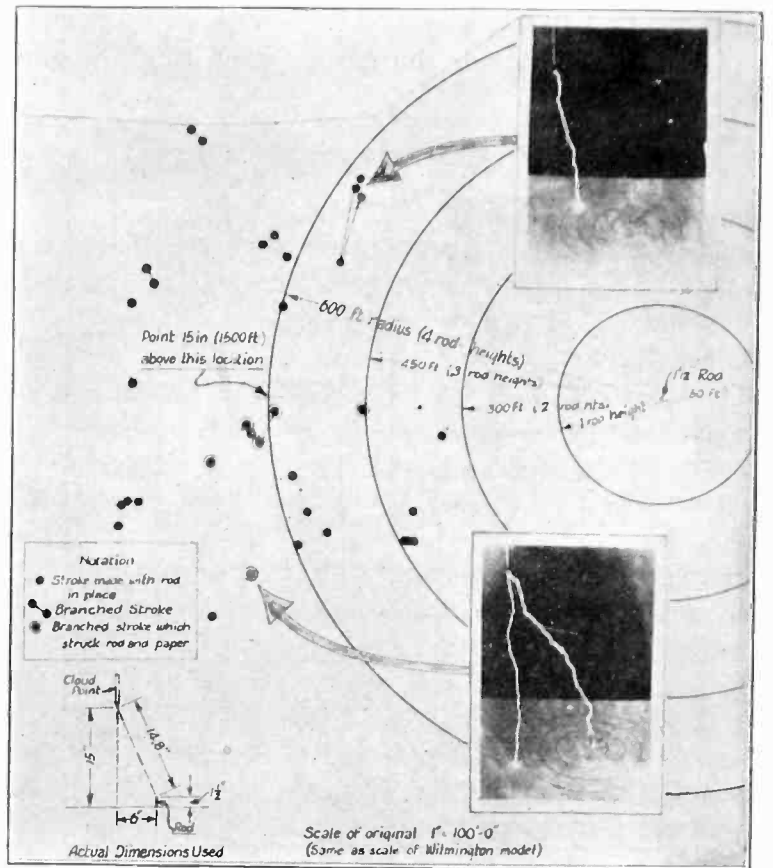 600 ft radius (4 rod heights)
Point 15 in (1500 ft)
above this location
450 ft 3 rod heights)
300 ft 2 rod hts.
1 rod height
1½ Rod
Notation
Stroke made with rod
in place
Branched Stroke
Branched stroke which
struck rod and paper
Cloud
Point
15"
14.8"
1½"
6"
Rod
Actual Dimensions Used
Scale of original 1" = 100'-0"
(Same as scale of Wilmington model)